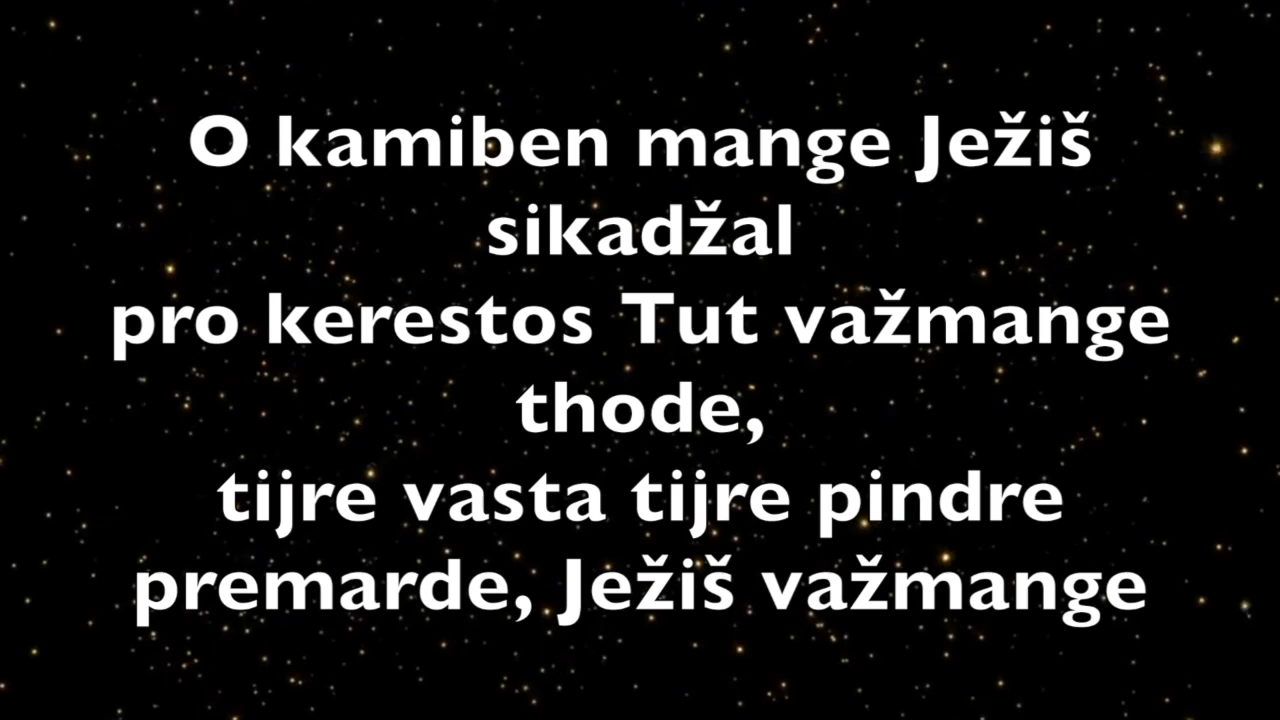 O kamiben mange Ježiš
sikadžal
pro kerestos Tut važmange
thode,
tijre vasta tijre pindre
premarde, Ježiš važmange